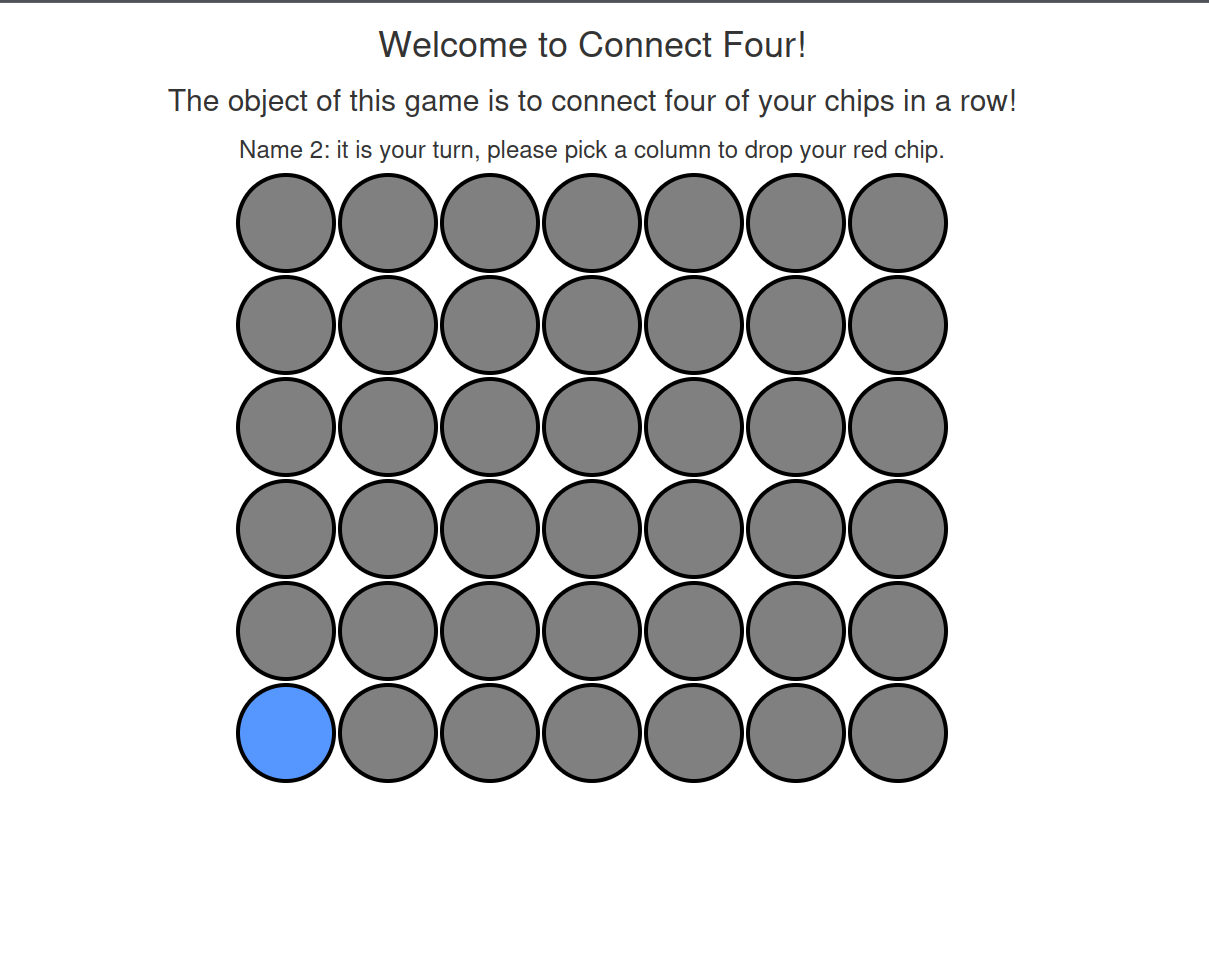 Welcome to Connect Four!
The object of this game is to connect four of your chips in a row!
Name 2: it is your turn, please pick a column to drop your red chip.